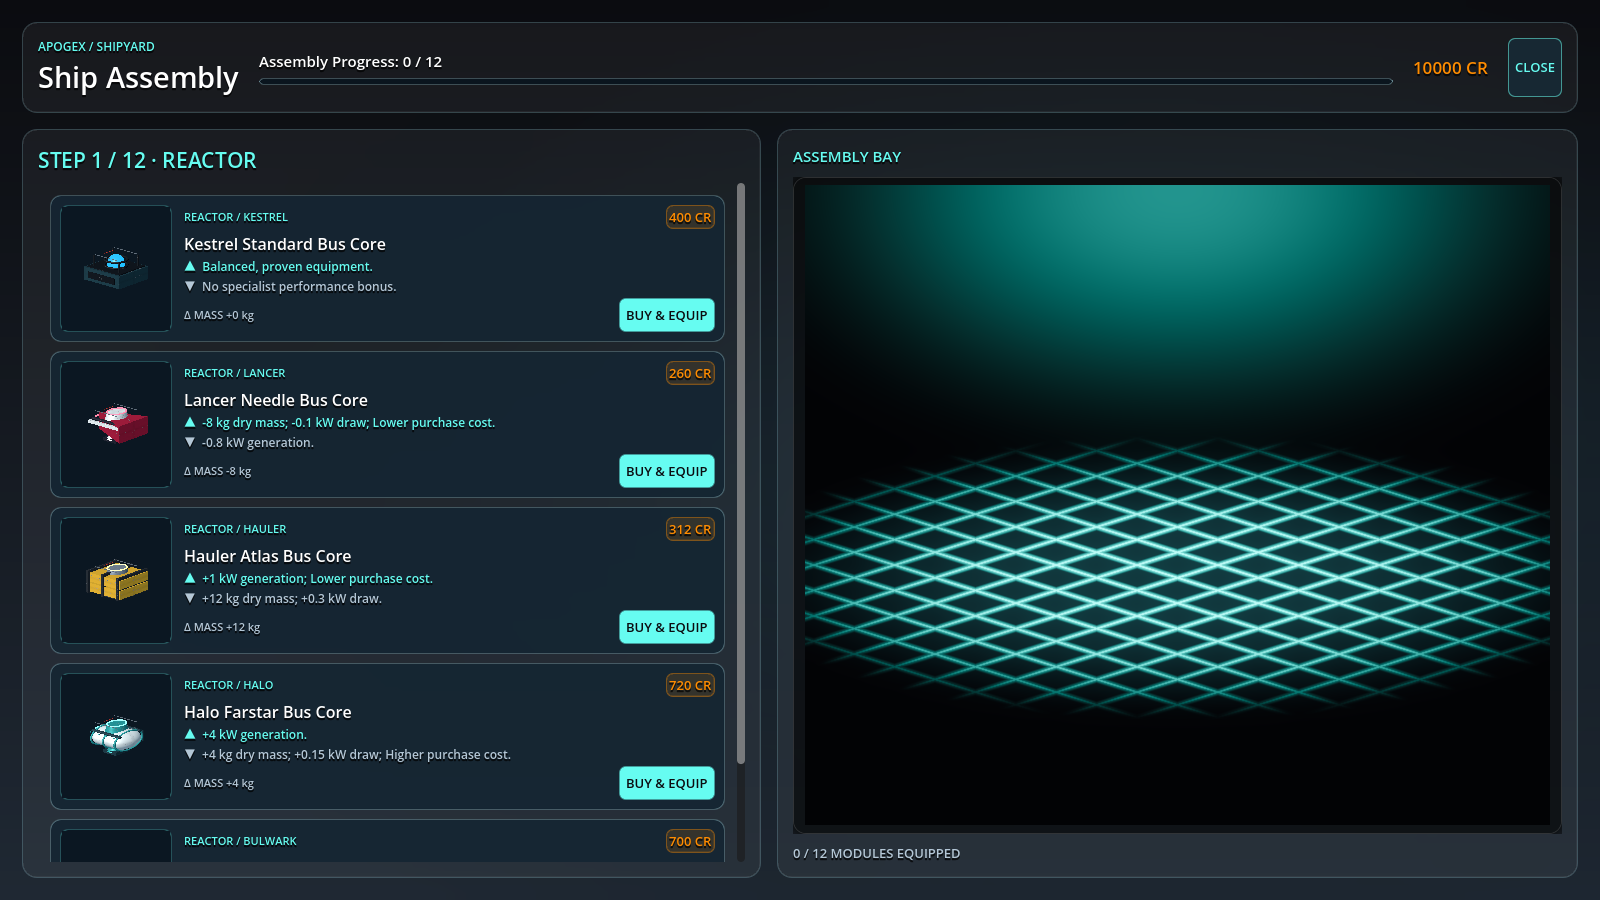 APOGEX / SHIPYARD
Ship Assembly
Assembly Progress: 0 / 12
10000 CR
CLOSE
STEP 1 / 12 · REACTOR
REACTOR / KESTREL
400 CR
Kestrel Standard Bus Core
▲ Balanced, proven equipment.
▼ No specialist performance bonus.
Δ MASS +0 kg
BUY & EQUIP
REACTOR / LANCER
260 CR
Lancer Needle Bus Core
▲ -8 kg dry mass; -0.1 kW draw; Lower purchase cost.
▼ -0.8 kW generation.
Δ MASS -8 kg
BUY & EQUIP
REACTOR / HAULER
312 CR
Hauler Atlas Bus Core
▲ +1 kW generation; Lower purchase cost.
▼ +12 kg dry mass; +0.3 kW draw.
Δ MASS +12 kg
BUY & EQUIP
REACTOR / HALO
720 CR
Halo Farstar Bus Core
▲ +4 kW generation.
▼ +4 kg dry mass; +0.15 kW draw; Higher purchase cost.
Δ MASS +4 kg
BUY & EQUIP
REACTOR / BULWARK
700 CR
ASSEMBLY BAY
0 / 12 MODULES EQUIPPED